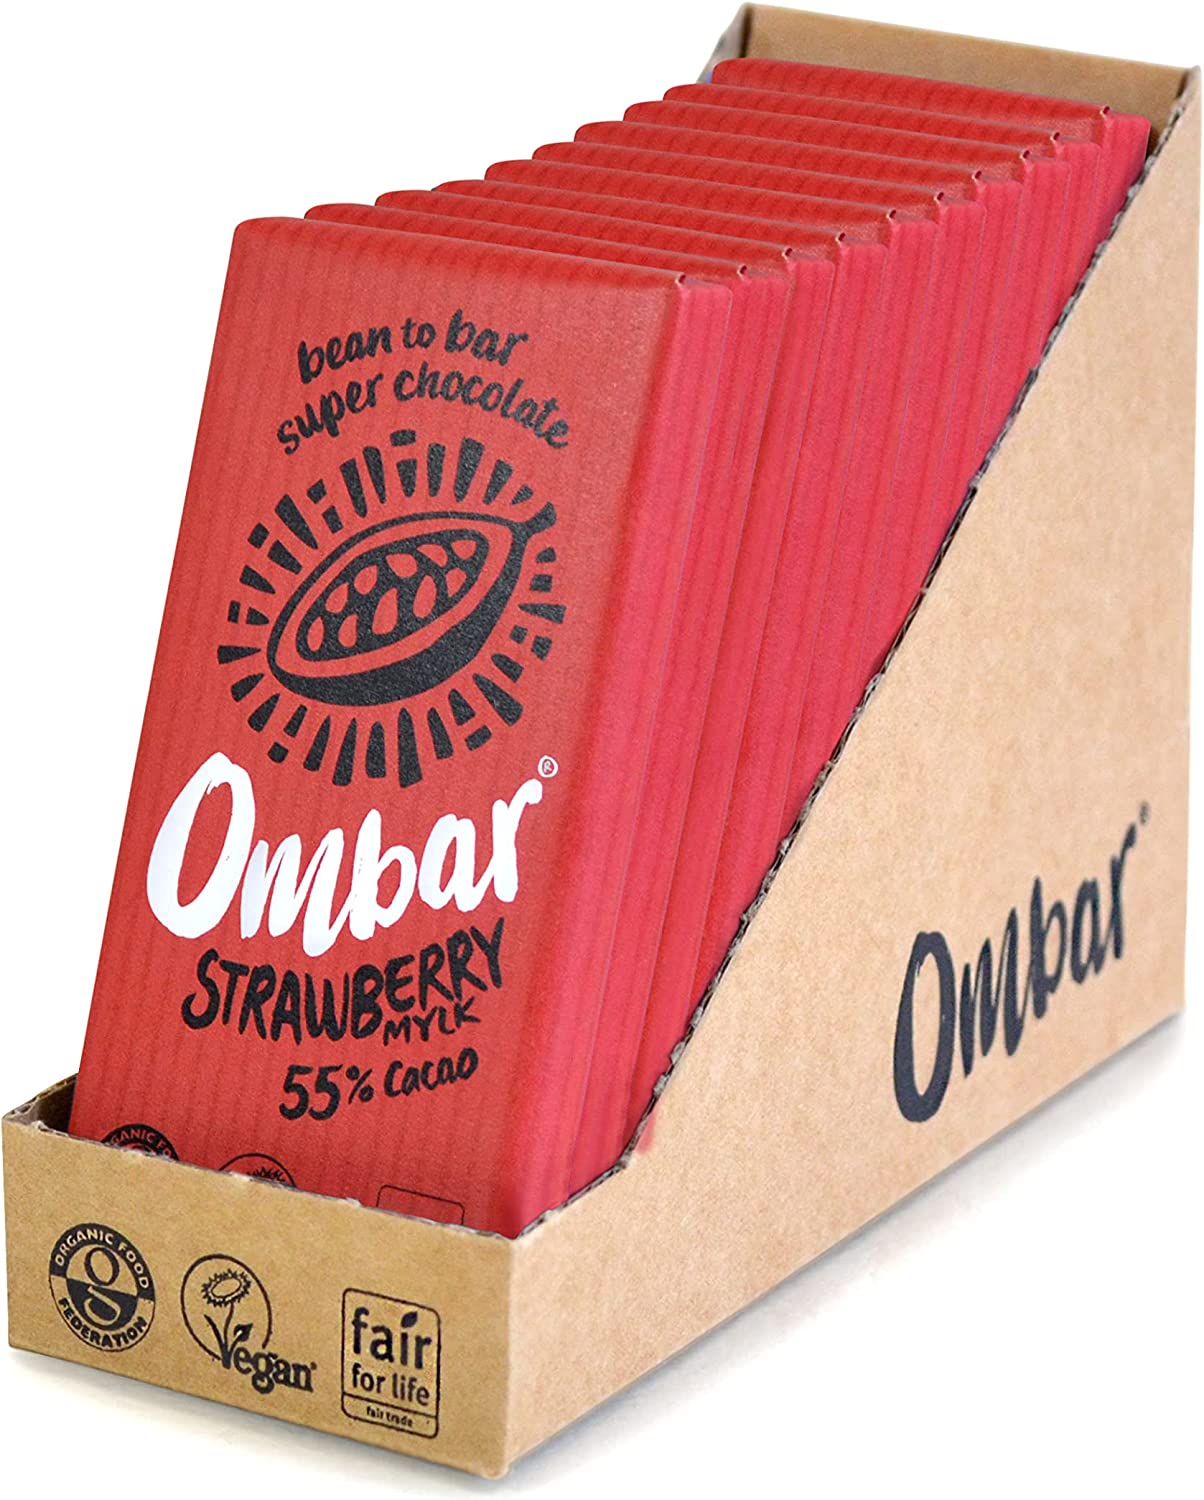 bean to bar
super chocolate
Ombar®
STRAWBERRY
MYLK
55% Cacao
Ombar®
ORGANIC FOOD
FEDERATION
Vegan
fair
for life
fair trade